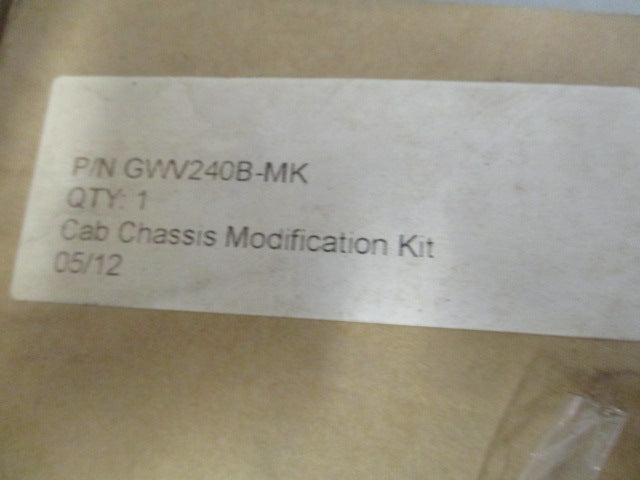 P/N GWV240B-MK
QTY: 1
Cab Chassis Modification Kit
05/12